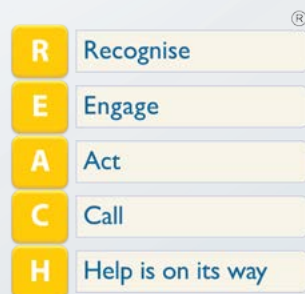 ®
R Recognise
E Engage
A Act
C Call
H Help is on its way